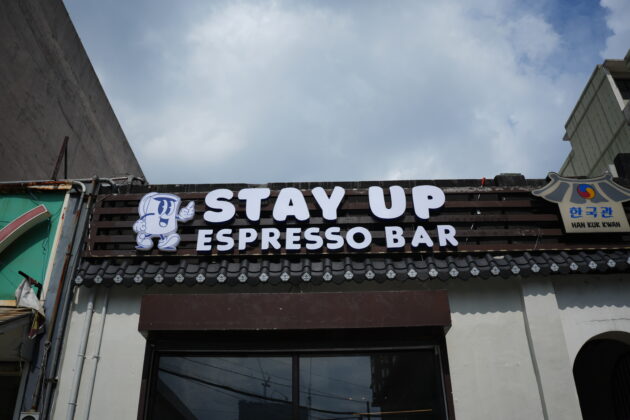 STAY UP
ESPRESSO BAR
한국관
HAN KUK KWAN